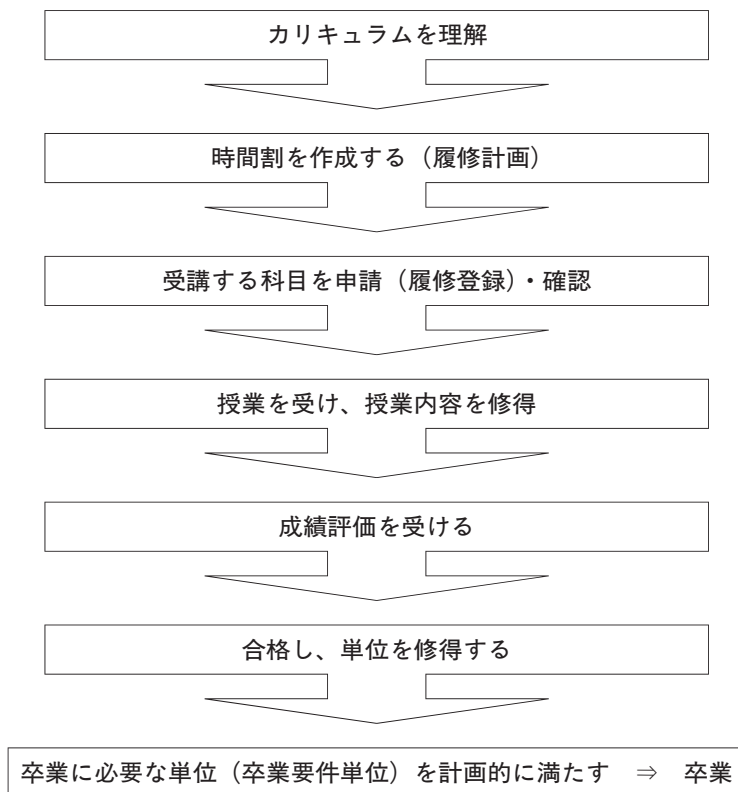 カリキュラムを理解
時間割を作成する（履修計画）
受講する科目を申請（履修登録）・確認
授業を受け、授業内容を修得
成績評価を受ける
合格し、単位を修得する
卒業に必要な単位（卒業要件単位）を計画的に満たす　⇒　卒業